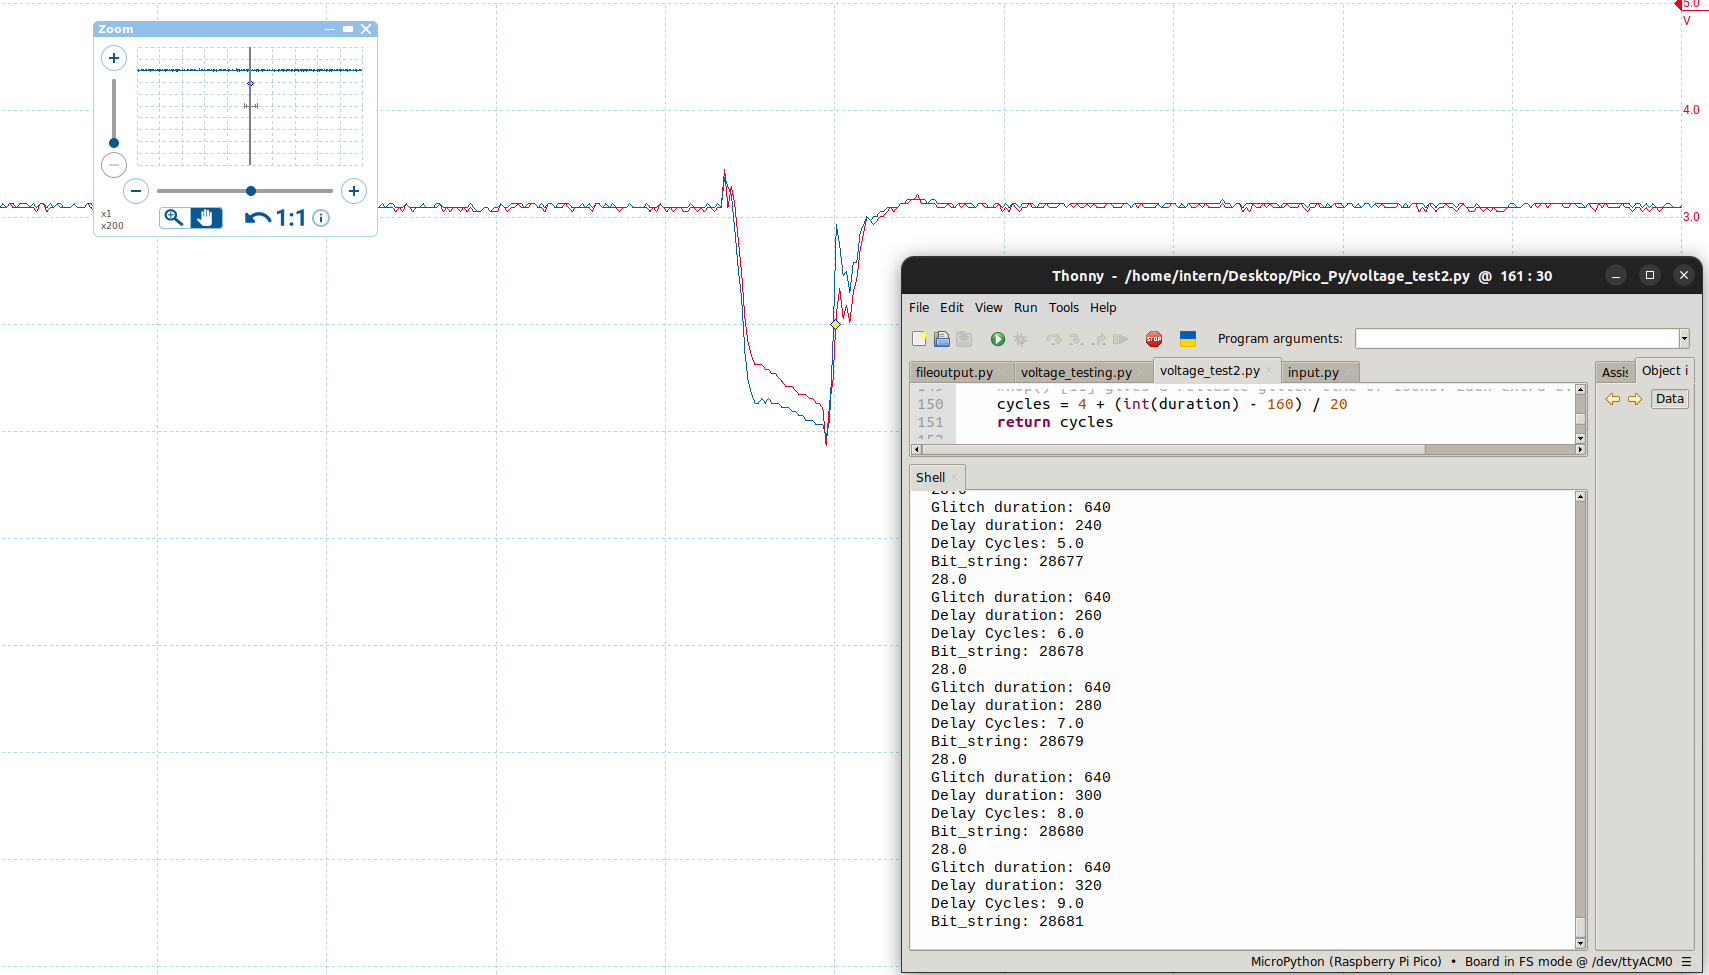 Zoom
x1
x200
1:1
5.0
V
4.0
3.0
Thonny - /home/intern/Desktop/Pico_Py/voltage_test2.py @ 161 : 30
File Edit View Run Tools Help
STOP
Program arguments:
fileoutput.py voltage_testing.py voltage_test2.py input.py
150 cycles = 4 + (int(duration) - 160) / 20
151 return cycles
Assis Object i
Data
Shell
28.0
Glitch duration: 640
Delay duration: 240
Delay Cycles: 5.0
Bit_string: 28677
28.0
Glitch duration: 640
Delay duration: 260
Delay Cycles: 6.0
Bit_string: 28678
28.0
Glitch duration: 640
Delay duration: 280
Delay Cycles: 7.0
Bit_string: 28679
28.0
Glitch duration: 640
Delay duration: 300
Delay Cycles: 8.0
Bit_string: 28680
28.0
Glitch duration: 640
Delay duration: 320
Delay Cycles: 9.0
Bit_string: 28681
MicroPython (Raspberry Pi Pico) • Board in FS mode @ /dev/ttyACM0 ☰